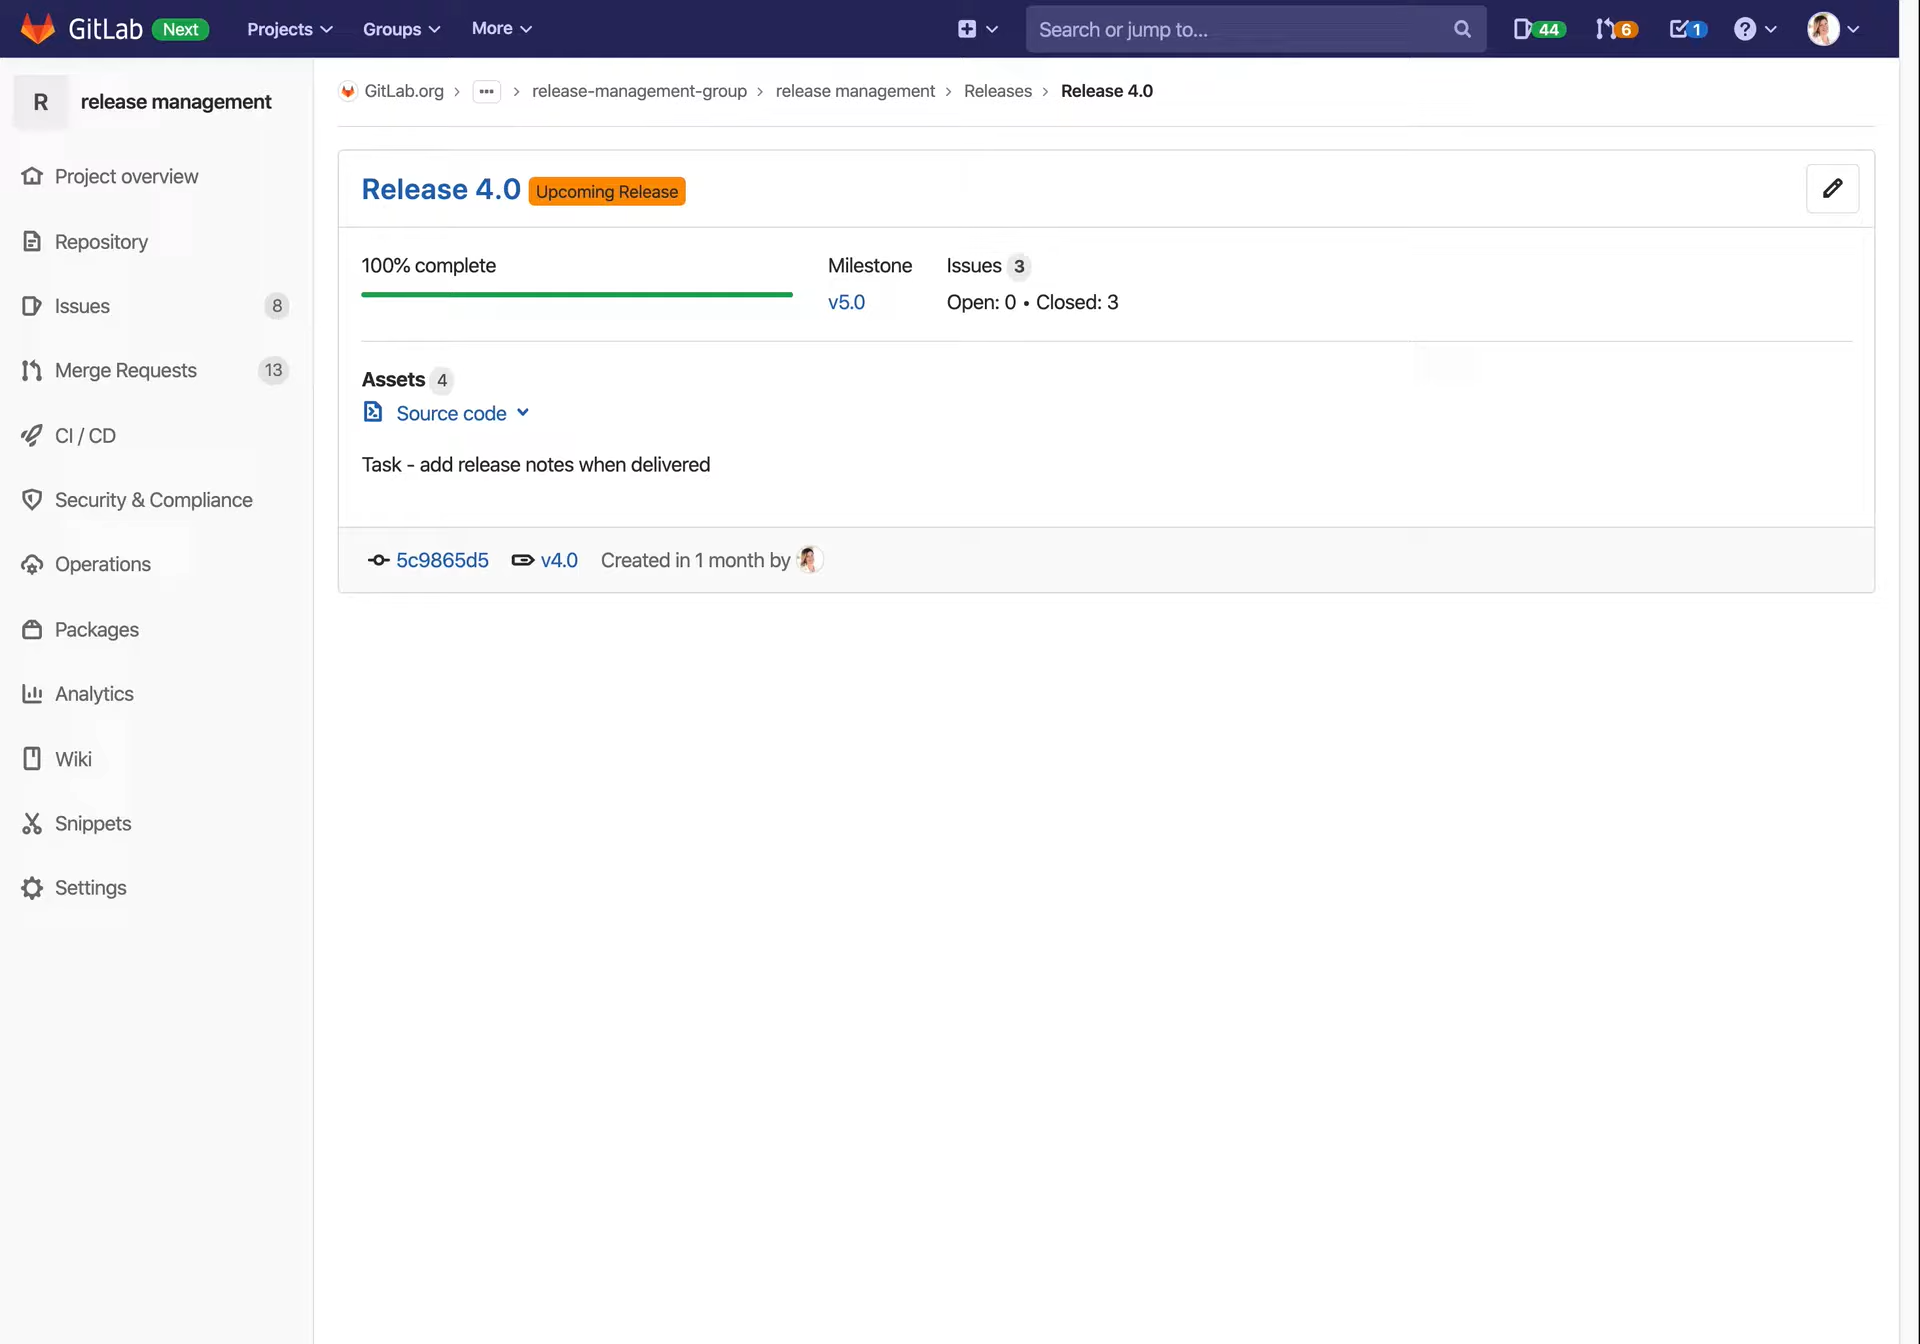 GitLab Next Projects Groups More Search or jump to... 44 6 1
R release management
Project overview
Repository
Issues 8
Merge Requests 13
CI / CD
Security & Compliance
Operations
Packages
Analytics
Wiki
Snippets
Settings
GitLab.org > ... > release-management-group > release management > Releases > Release 4.0
Release 4.0 Upcoming Release
100% complete Milestone Issues 3
v5.0 Open: 0 • Closed: 3
Assets 4
Source code
Task - add release notes when delivered
5c9865d5 v4.0 Created in 1 month by